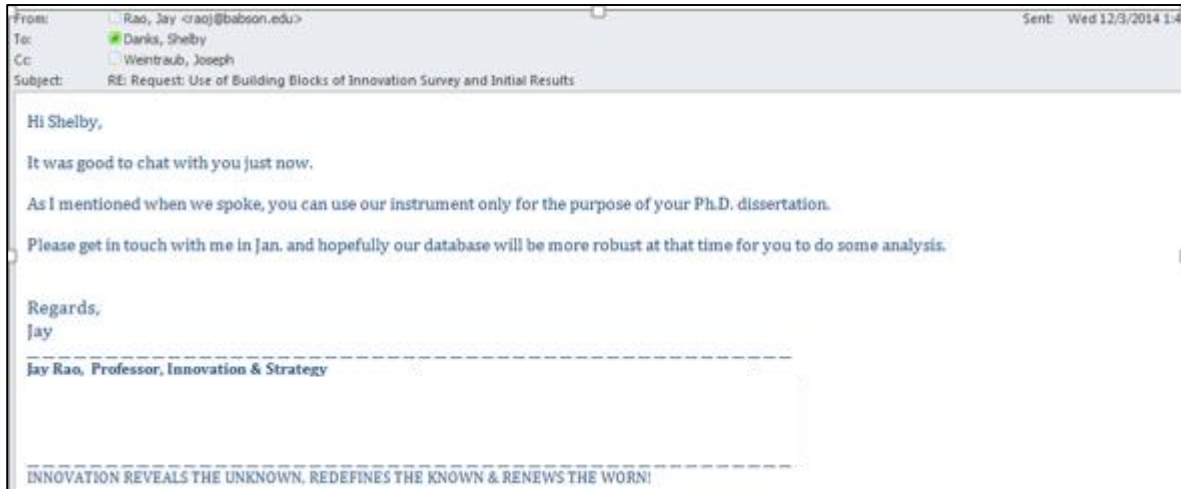 From: Rao, Jay <raoj@babson.edu> Sent: Wed 12/3/2014 1:4
To: Danks, Shelby
Cc: Weintraub, Joseph
Subject: RE: Request: Use of Building Blocks of Innovation Survey and Initial Results
Hi Shelby,
It was good to chat with you just now.
As I mentioned when we spoke, you can use our instrument only for the purpose of your Ph.D. dissertation.
Please get in touch with me in Jan. and hopefully our database will be more robust at that time for you to do some analysis.
Regards,
Jay
Jay Rao, Professor, Innovation & Strategy
INNOVATION REVEALS THE UNKNOWN, REDEFINES THE KNOWN & RENEWS THE WORN!